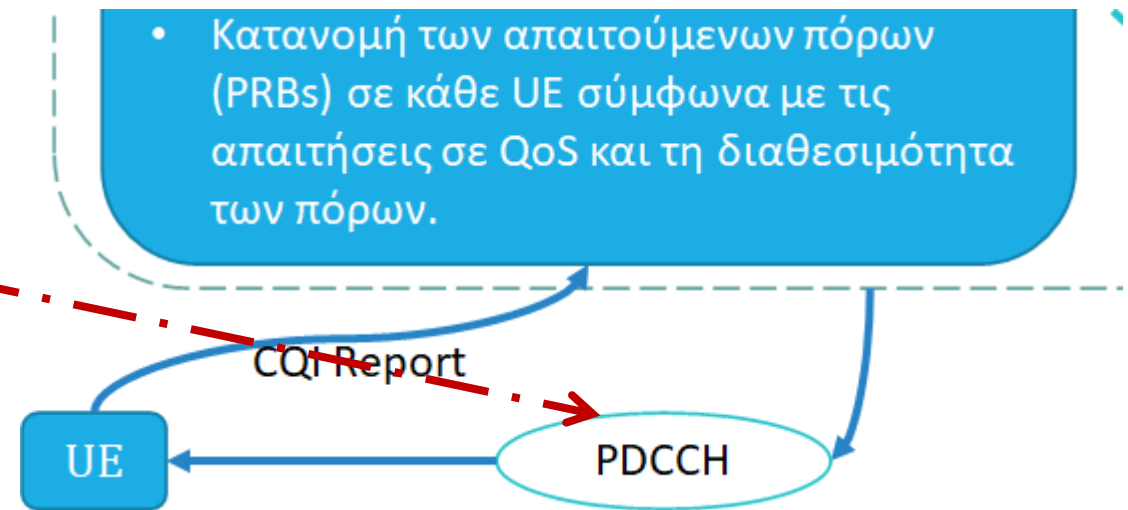 • Κατανομή των απαιτούμενων πόρων
(PRBs) σε κάθε UE σύμφωνα με τις
απαιτήσεις σε QoS και τη διαθεσιμότητα
των πόρων.
CQI Report
UE
PDCCH